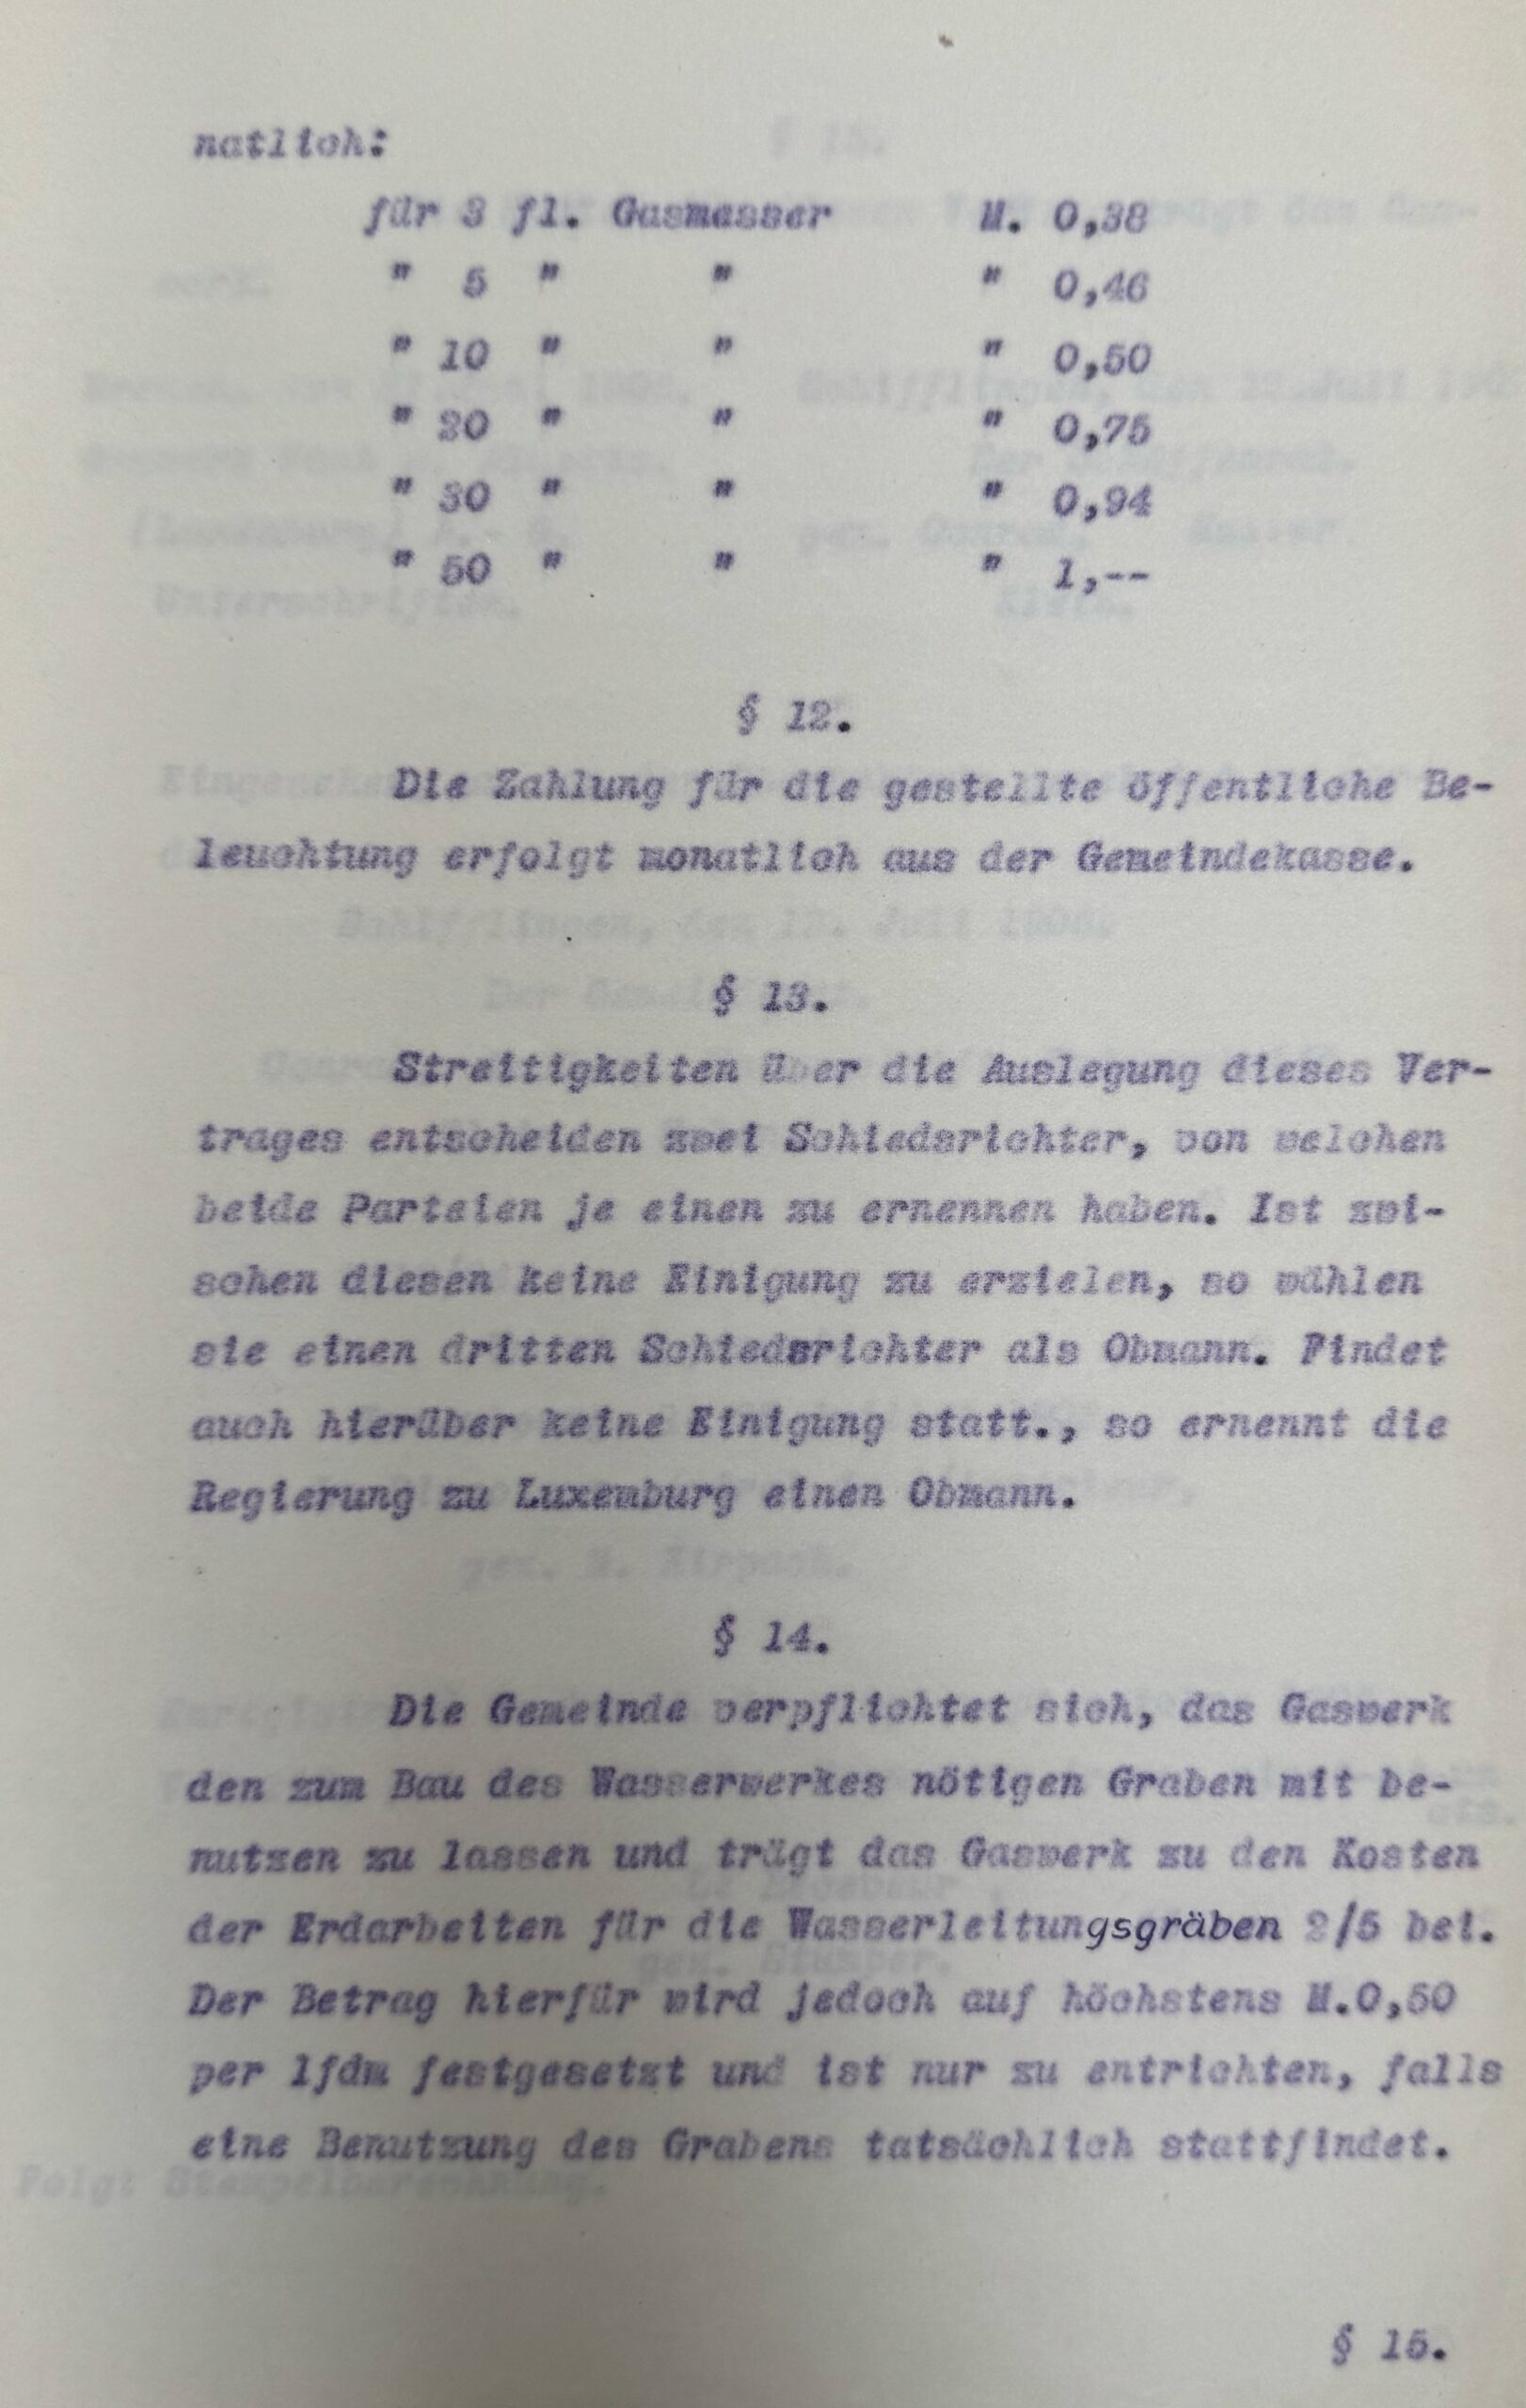 natlich:
für 3 fl. Gasmesser M. 0,38
" 5 " " " 0,46
" 10 " " " 0,50
" 20 " " " 0,75
" 30 " " " 0,94
" 50 " " " 1,--
§ 12.
Die Zahlung für die gestellte öffentliche Be-
leuchtung erfolgt monatlich aus der Gemeindekasse.
§ 13.
Streitigkeiten über die Auslegung dieses Ver-
trages entscheiden zwei Schiedsrichter, von welchen
beide Parteien je einen zu ernennen haben. Ist zwi-
schen diesen keine Einigung zu erzielen, so wählen
sie einen dritten Schiedsrichter als Obmann. Findet
auch hierüber keine Einigung statt., so ernennt die
Regierung zu Luxemburg einen Obmann.
§ 14.
Die Gemeinde verpflichtet sich, das Gaswerk
den zum Bau des Wasserwerkes nötigen Graben mit be-
nutzen zu lassen und trägt das Gaswerk zu den Kosten
der Erdarbeiten für die Wasserleitungsgräben 2/5 bei.
Der Betrag hierfür wird jedoch auf höchstens M.0,50
per lfdm festgesetzt und ist nur zu entrichten, falls
eine Benutzung des Grabens tatsächlich stattfindet.
§ 15.